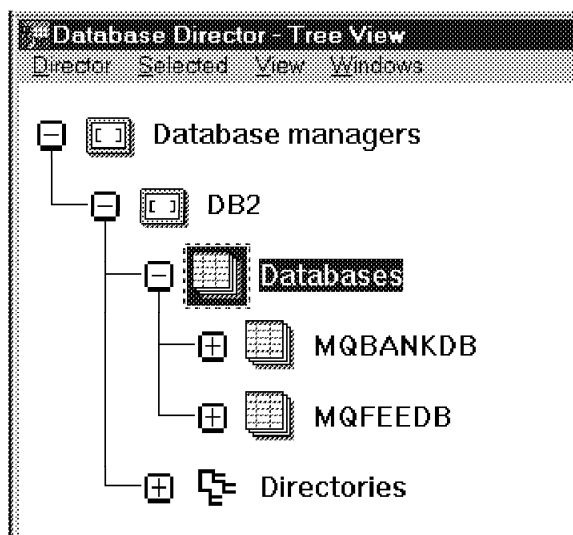 Database Director - Tree View
Director Selected View Windows
Database managers
DB2
Databases
MQBANKDB
MQFEEDB
Directories